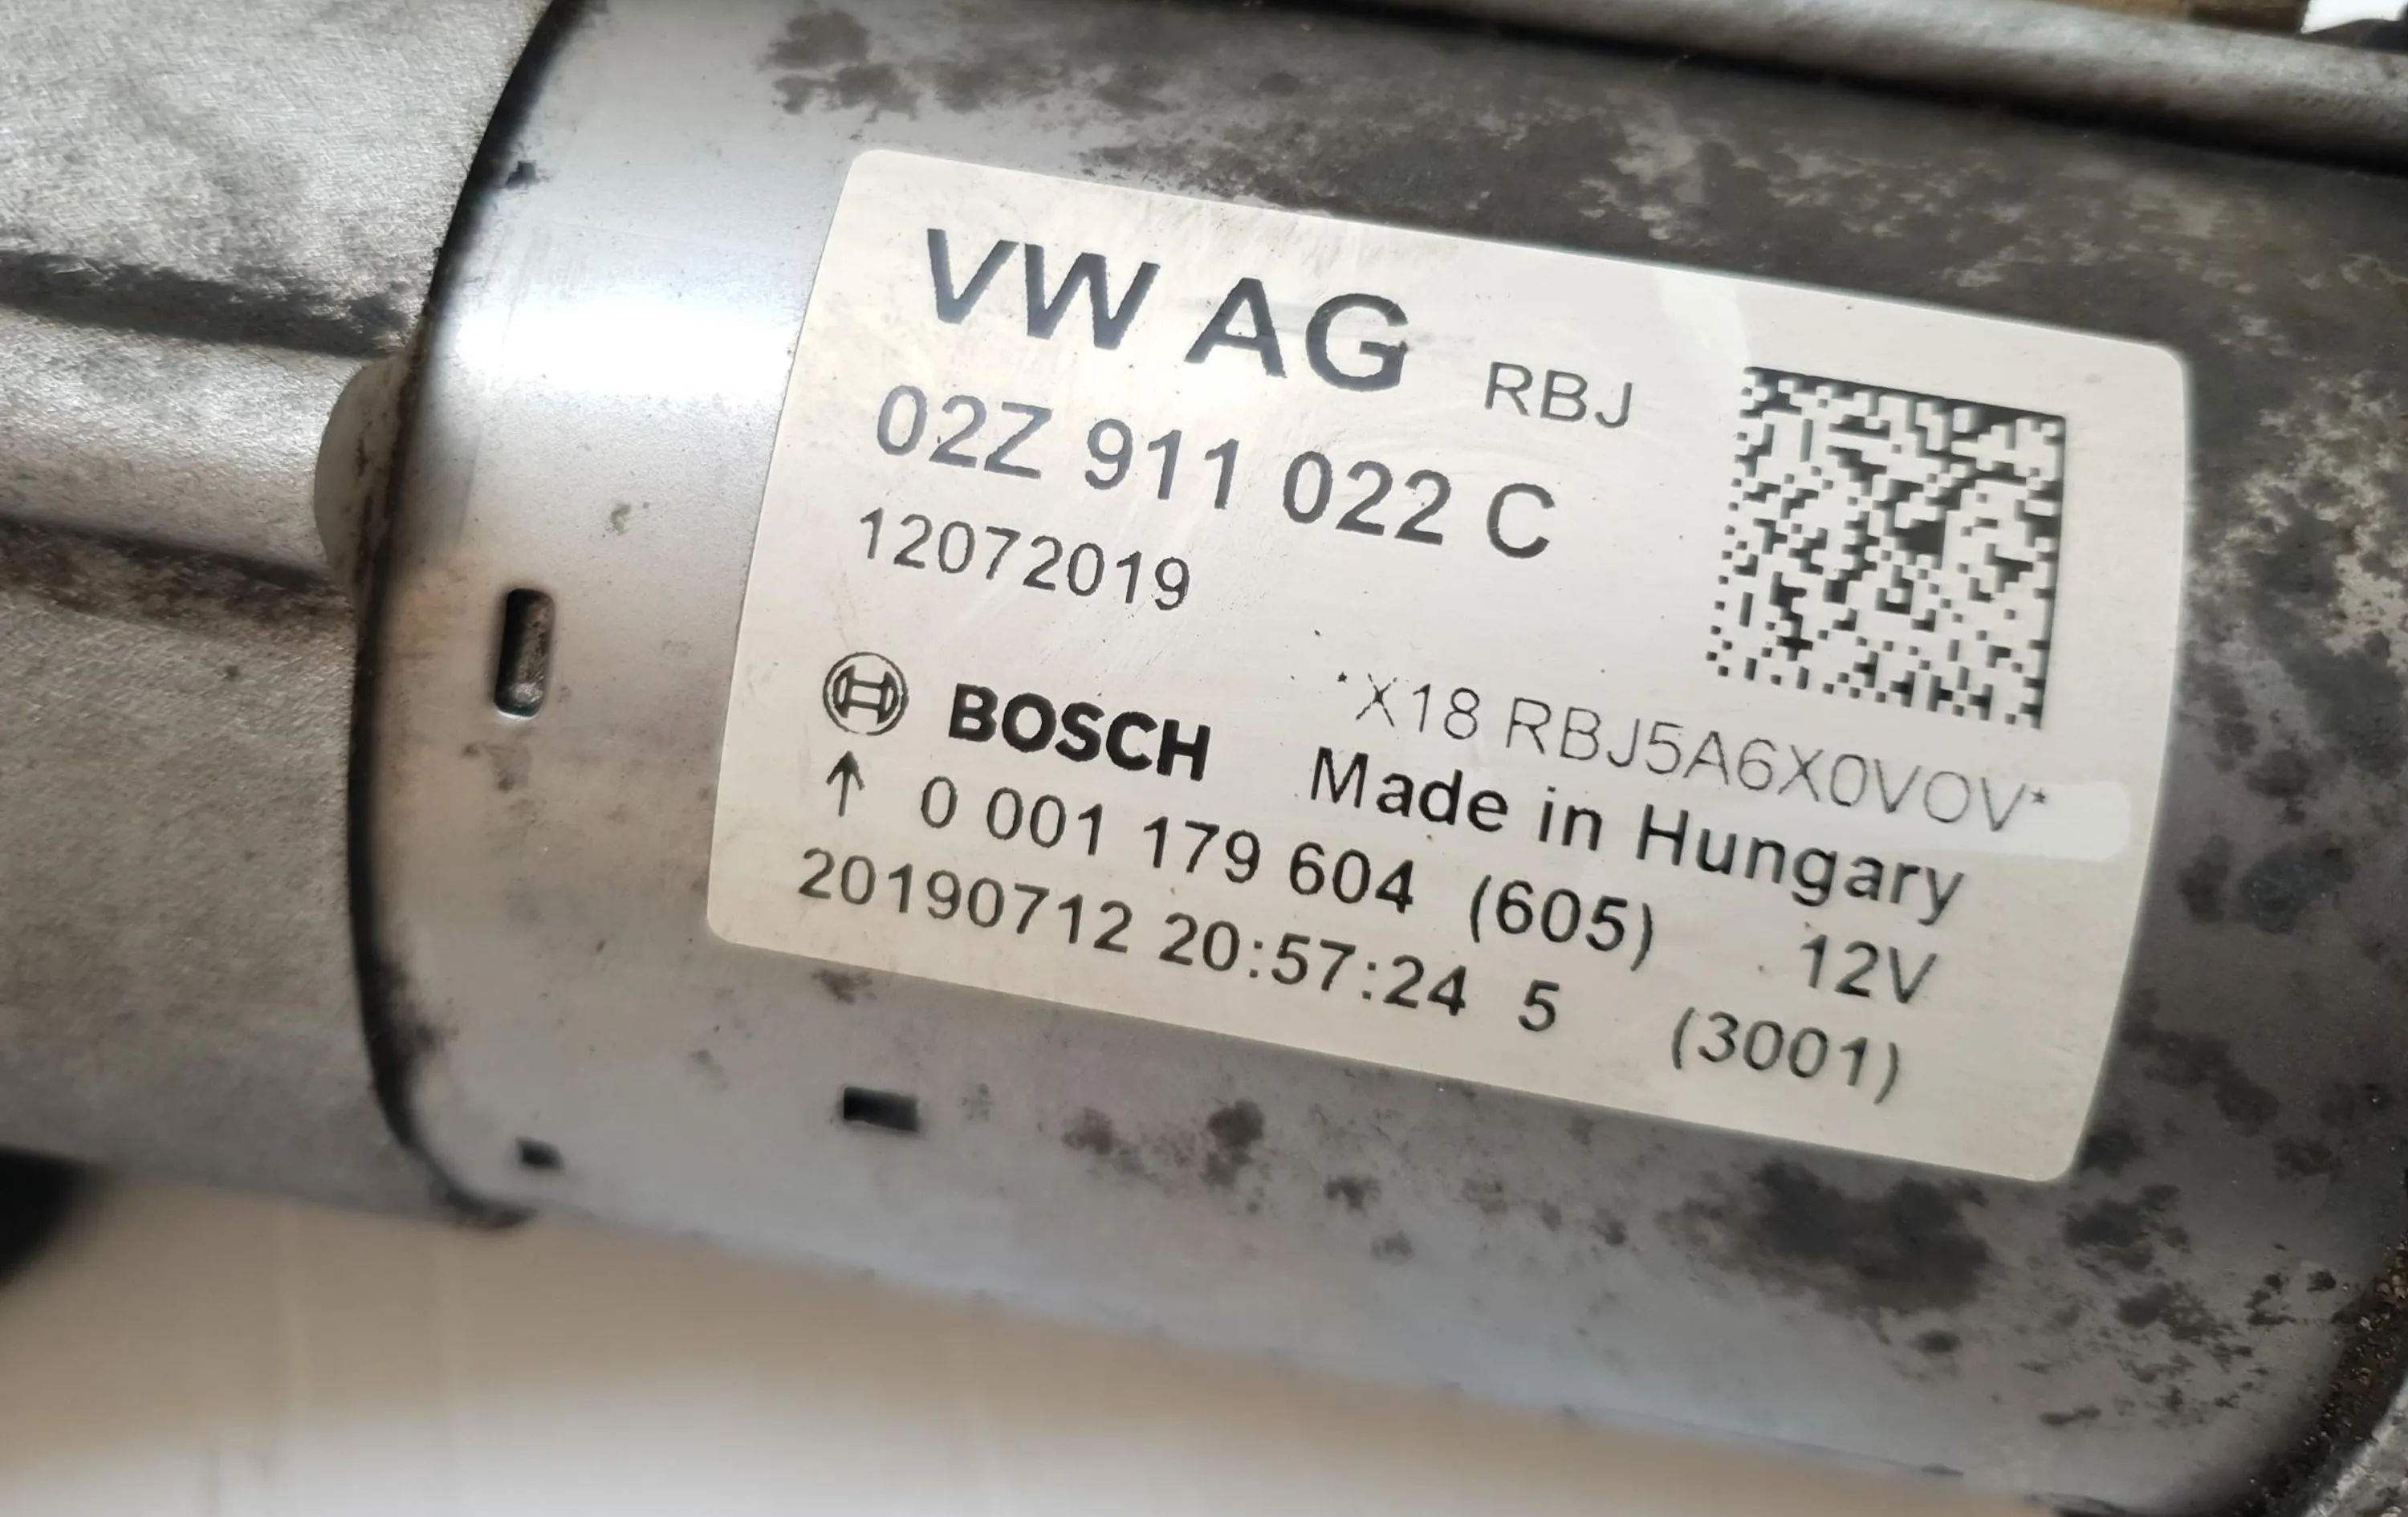 VW AG RBJ
02Z 911 022 C
12072019
*X18 RBJ5A6X0VOV*
BOSCH Made in Hungary
↑ 0 001 179 604 (605) 12V
20190712 20:57:24 5 (3001)